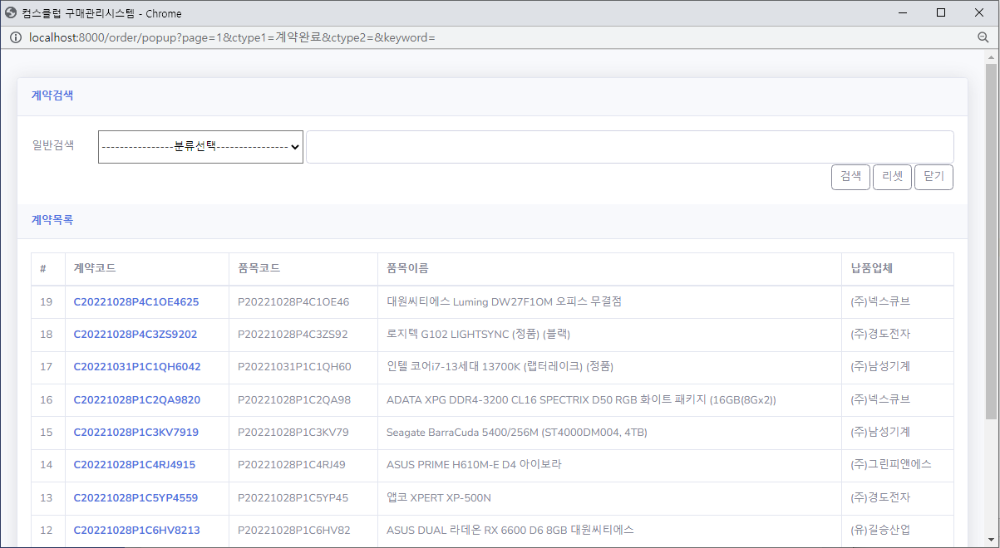 컴스클럽 구매관리시스템 - Chrome
localhost:8000/order/popup?page=1&ctype1=계약완료&ctype2=&keyword=
계약검색
일반검색 ----------------분류선택----------------
검색 리셋 닫기
계약목록
# 계약코드 품목코드 품목이름 납품업체
19 C20221028P4C1OE4625 P20221028P4C1OE46 대원씨티에스 Luming DW27F1OM 오피스 무결점 (주)넥스큐브
18 C20221028P4C3ZS9202 P20221028P4C3ZS92 로지텍 G102 LIGHTSYNC (정품) (블랙) (주)경도전자
17 C20221031P1C1QH6042 P20221031P1C1QH60 인텔 코어i7-13세대 13700K (랩터레이크) (정품) (주)남성기계
16 C20221028P1C2QA9820 P20221028P1C2QA98 ADATA XPG DDR4-3200 CL16 SPECTRIX D50 RGB 화이트 패키지 (16GB(8Gx2)) (주)넥스큐브
15 C20221028P1C3KV7919 P20221028P1C3KV79 Seagate BarraCuda 5400/256M (ST4000DM004, 4TB) (주)남성기계
14 C20221028P1C4RJ4915 P20221028P1C4RJ49 ASUS PRIME H610M-E D4 아이보라 (주)그린피앤에스
13 C20221028P1C5YP4559 P20221028P1C5YP45 앱코 XPERT XP-500N (주)경도전자
12 C20221028P1C6HV8213 P20221028P1C6HV82 ASUS DUAL 라데온 RX 6600 D6 8GB 대원씨티에스 (유)길승산업